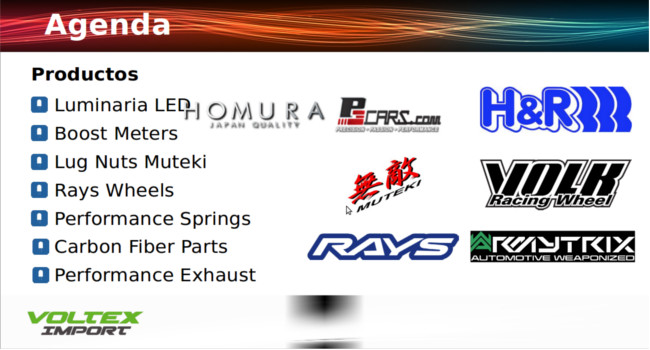 Agenda
Productos
Luminaria LED
Boost Meters
Lug Nuts Muteki
Rays Wheels
Performance Springs
Carbon Fiber Parts
Performance Exhaust
HOMURA
JAPAN QUALITY
CARS.COM
PRECISION - PASSION - PERFORMANCE
H&R
無敵
MUTEKI
VOLK
Racing Wheel
RAYS
ARMYTRIX
AUTOMOTIVE WEAPONIZED
VOLTEX
IMPORT